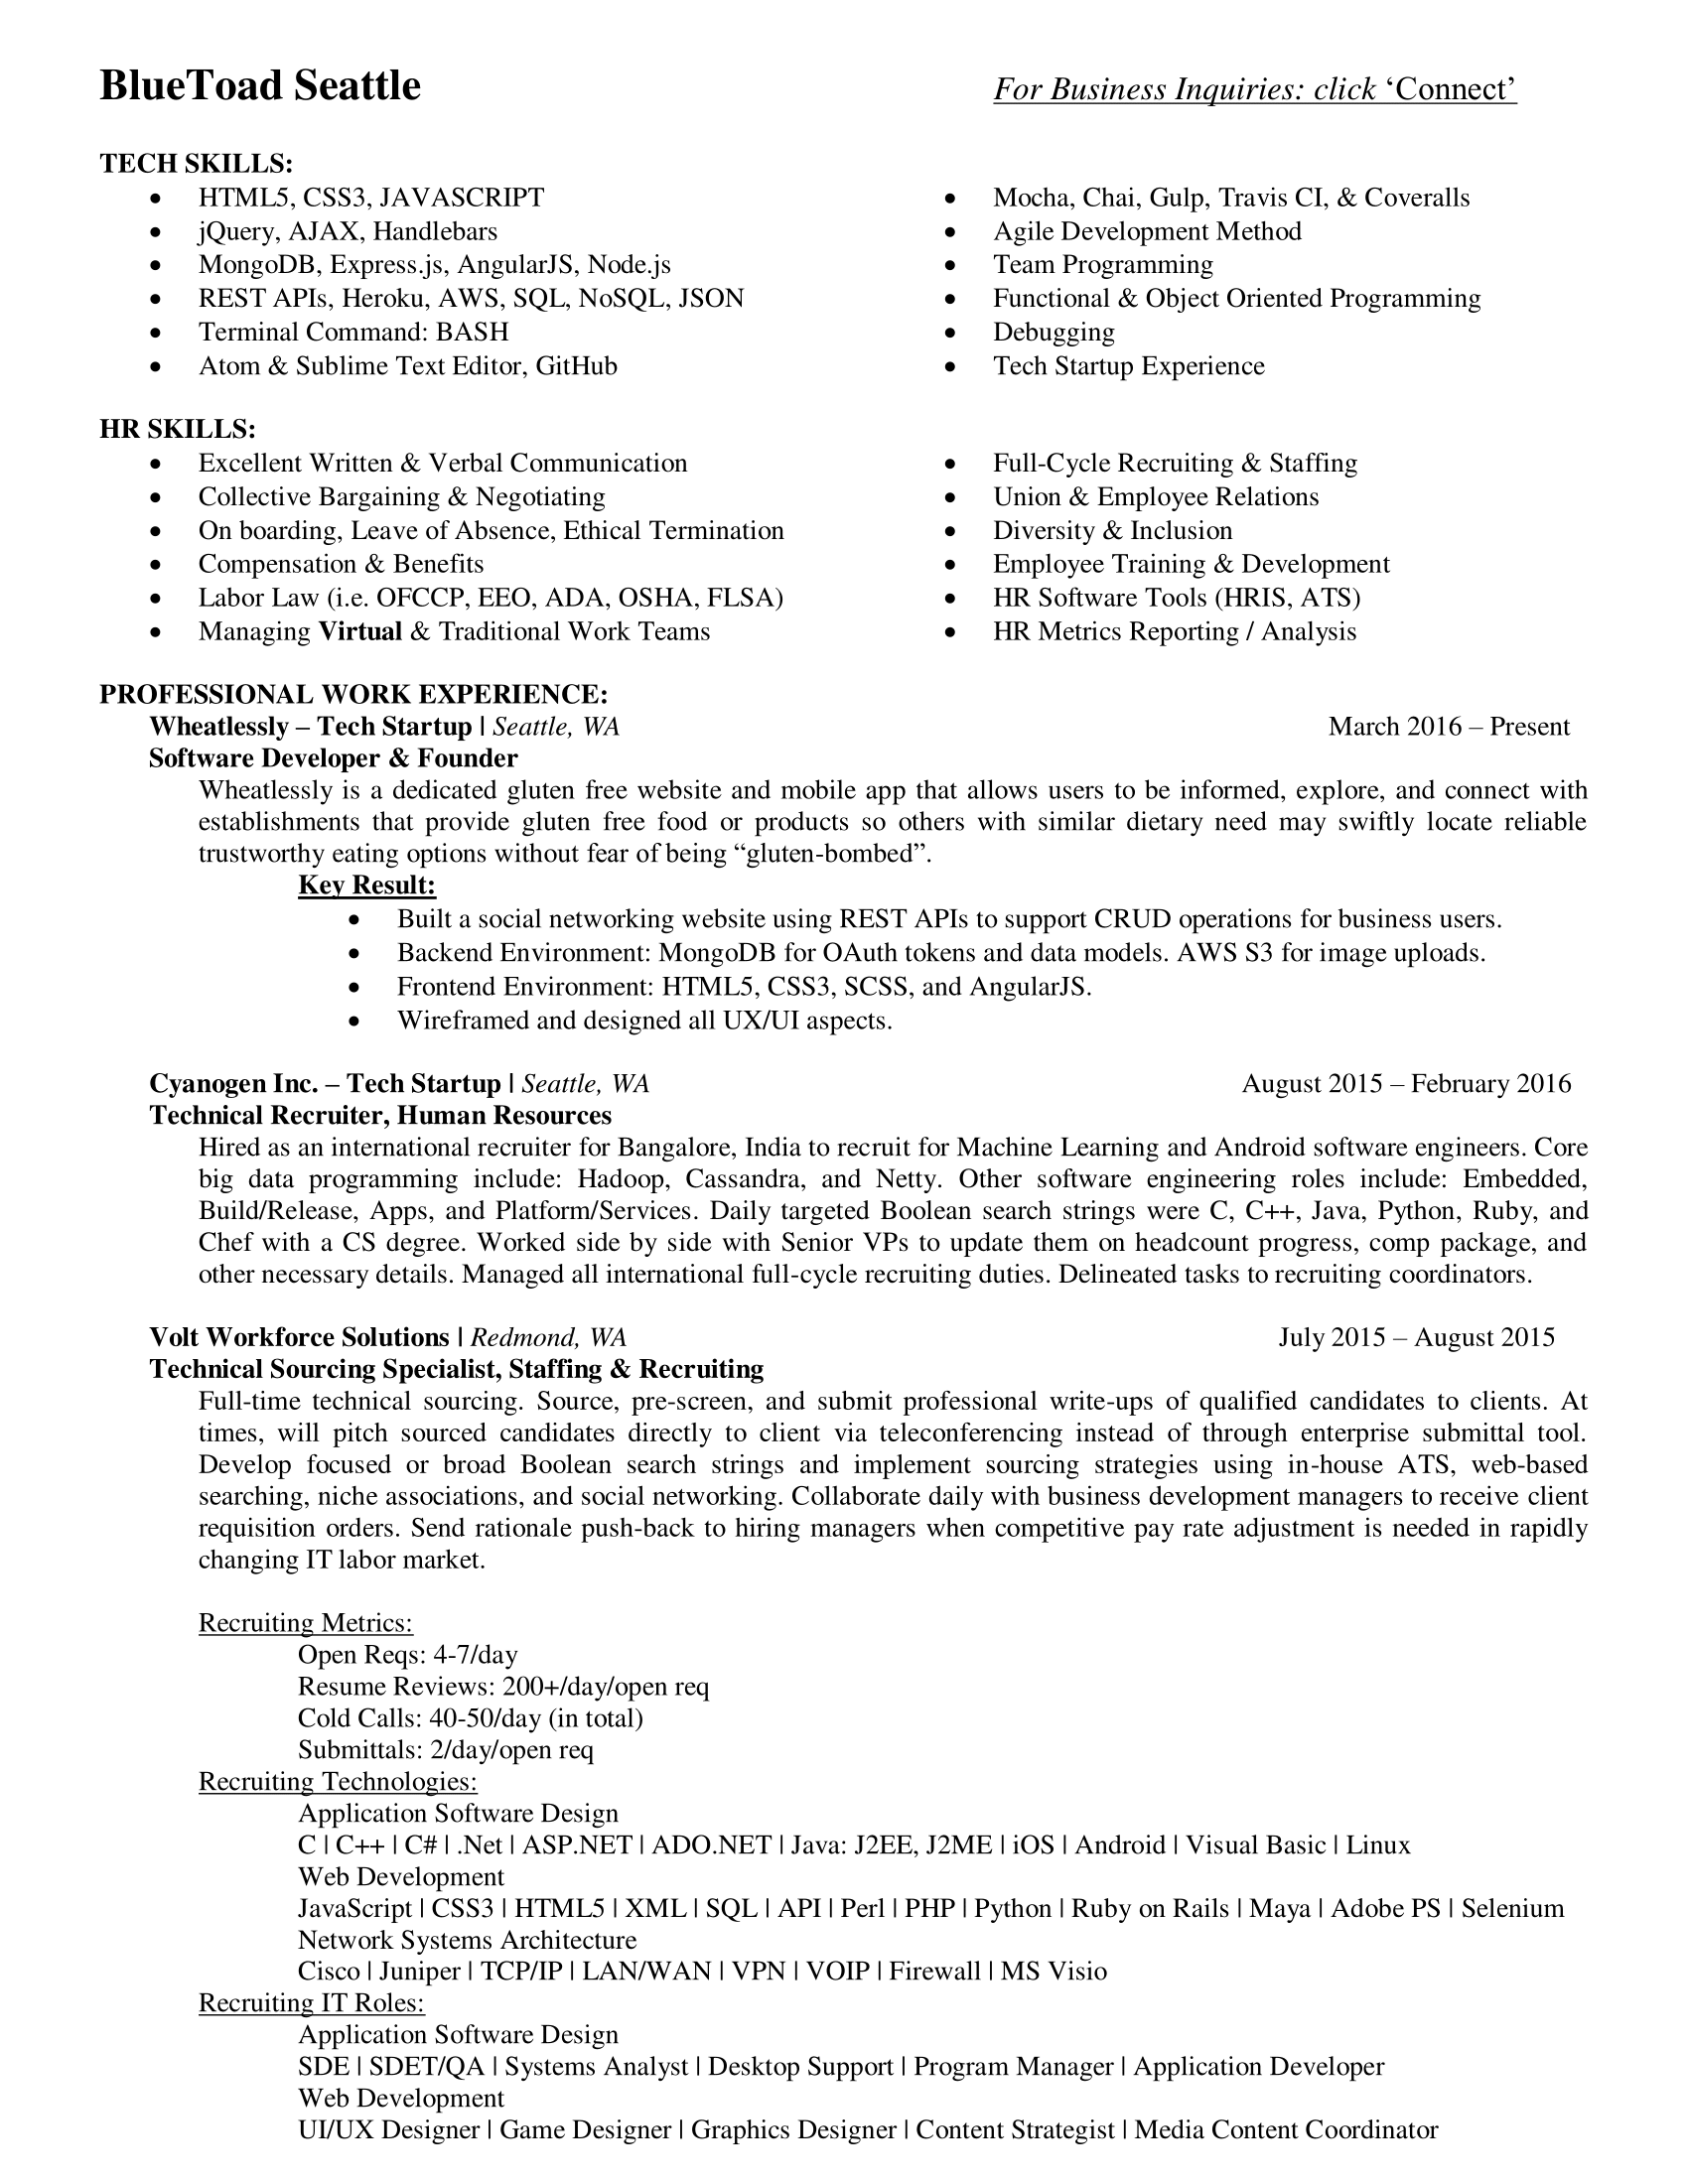 BlueToad Seattle For Business Inquiries: click ‘Connect’
TECH SKILLS:
• HTML5, CSS3, JAVASCRIPT
• jQuery, AJAX, Handlebars
• MongoDB, Express.js, AngularJS, Node.js
• REST APIs, Heroku, AWS, SQL, NoSQL, JSON
• Terminal Command: BASH
• Atom & Sublime Text Editor, GitHub
• Mocha, Chai, Gulp, Travis CI, & Coveralls
• Agile Development Method
• Team Programming
• Functional & Object Oriented Programming
• Debugging
• Tech Startup Experience
HR SKILLS:
• Excellent Written & Verbal Communication
• Collective Bargaining & Negotiating
• On boarding, Leave of Absence, Ethical Termination
• Compensation & Benefits
• Labor Law (i.e. OFCCP, EEO, ADA, OSHA, FLSA)
• Managing Virtual & Traditional Work Teams
• Full-Cycle Recruiting & Staffing
• Union & Employee Relations
• Diversity & Inclusion
• Employee Training & Development
• HR Software Tools (HRIS, ATS)
• HR Metrics Reporting / Analysis
PROFESSIONAL WORK EXPERIENCE:
Wheatlessly – Tech Startup | Seattle, WA March 2016 – Present
Software Developer & Founder
Wheatlessly is a dedicated gluten free website and mobile app that allows users to be informed, explore, and connect with
establishments that provide gluten free food or products so others with similar dietary need may swiftly locate reliable
trustworthy eating options without fear of being “gluten-bombed”.
Key Result:
• Built a social networking website using REST APIs to support CRUD operations for business users.
• Backend Environment: MongoDB for OAuth tokens and data models. AWS S3 for image uploads.
• Frontend Environment: HTML5, CSS3, SCSS, and AngularJS.
• Wireframed and designed all UX/UI aspects.
Cyanogen Inc. – Tech Startup | Seattle, WA August 2015 – February 2016
Technical Recruiter, Human Resources
Hired as an international recruiter for Bangalore, India to recruit for Machine Learning and Android software engineers. Core
big data programming include: Hadoop, Cassandra, and Netty. Other software engineering roles include: Embedded,
Build/Release, Apps, and Platform/Services. Daily targeted Boolean search strings were C, C++, Java, Python, Ruby, and
Chef with a CS degree. Worked side by side with Senior VPs to update them on headcount progress, comp package, and
other necessary details. Managed all international full-cycle recruiting duties. Delineated tasks to recruiting coordinators.
Volt Workforce Solutions | Redmond, WA July 2015 – August 2015
Technical Sourcing Specialist, Staffing & Recruiting
Full-time technical sourcing. Source, pre-screen, and submit professional write-ups of qualified candidates to clients. At
times, will pitch sourced candidates directly to client via teleconferencing instead of through enterprise submittal tool.
Develop focused or broad Boolean search strings and implement sourcing strategies using in-house ATS, web-based
searching, niche associations, and social networking. Collaborate daily with business development managers to receive client
requisition orders. Send rationale push-back to hiring managers when competitive pay rate adjustment is needed in rapidly
changing IT labor market.
Recruiting Metrics:
Open Reqs: 4-7/day
Resume Reviews: 200+/day/open req
Cold Calls: 40-50/day (in total)
Submittals: 2/day/open req
Recruiting Technologies:
Application Software Design
C | C++ | C# | .Net | ASP.NET | ADO.NET | Java: J2EE, J2ME | iOS | Android | Visual Basic | Linux
Web Development
JavaScript | CSS3 | HTML5 | XML | SQL | API | Perl | PHP | Python | Ruby on Rails | Maya | Adobe PS | Selenium
Network Systems Architecture
Cisco | Juniper | TCP/IP | LAN/WAN | VPN | VOIP | Firewall | MS Visio
Recruiting IT Roles:
Application Software Design
SDE | SDET/QA | Systems Analyst | Desktop Support | Program Manager | Application Developer
Web Development
UI/UX Designer | Game Designer | Graphics Designer | Content Strategist | Media Content Coordinator